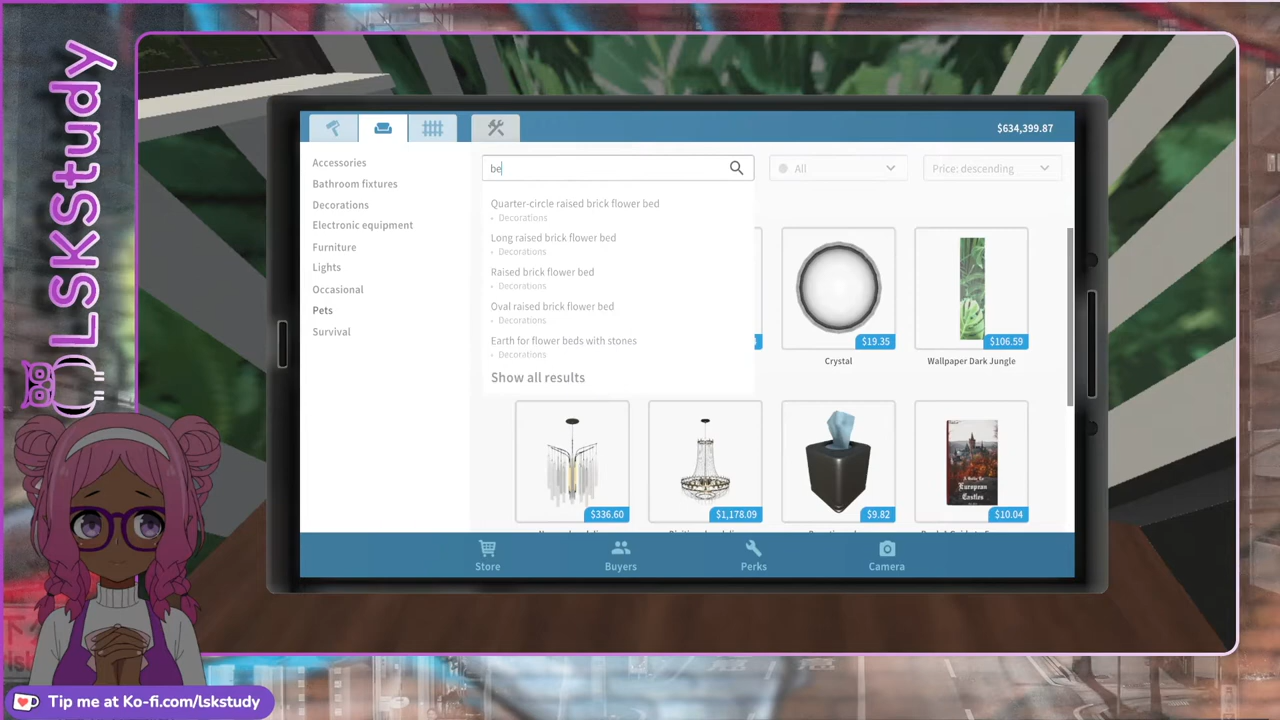 LSKStudy
$634,399.87
Accessories
Bathroom fixtures
Decorations
Electronic equipment
Furniture
Lights
Occasional
Pets
Survival
be
All
Price: descending
Quarter-circle raised brick flower bed
• Decorations
Long raised brick flower bed
• Decorations
Raised brick flower bed
• Decorations
Oval raised brick flower bed
• Decorations
Earth for flower beds with stones
• Decorations
Show all results
$19.35
$106.59
Crystal
Wallpaper Dark Jungle
European
Castles
$336.60
$1,178.09
$9.82
$10.04
Store
Buyers
Perks
Camera
Tip me at Ko-fi.com/lskstudy